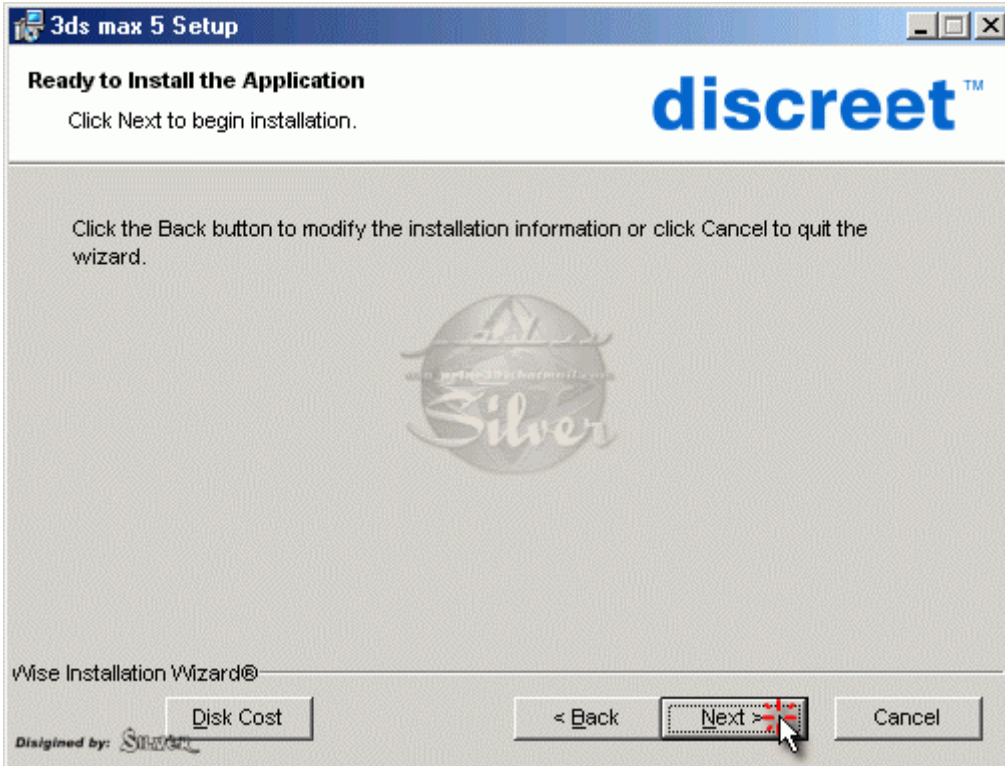 3ds max 5 Setup
Ready to Install the Application
Click Next to begin installation.
discreet™
Click the Back button to modify the installation information or click Cancel to quit the
wizard.
Silver
Wise Installation Wizard®
Disk Cost
< Back
Next >
Cancel
Disigined by: Silver